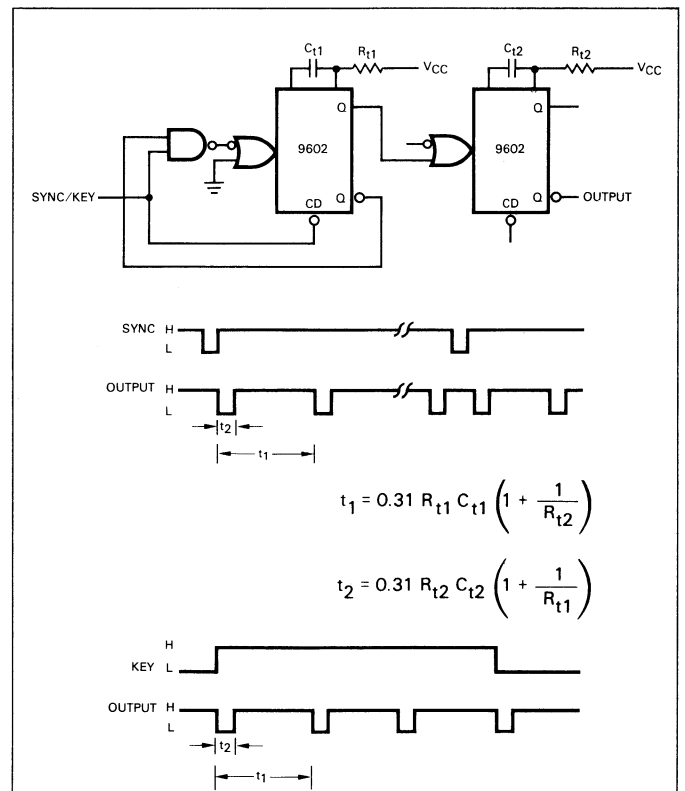 Ct1 Rt1 VCC
Ct2 Rt2 VCC
Q
9602
CD Q
SYNC/KEY
Q
9602
CD Q OUTPUT
SYNC H
L
OUTPUT H
L
t2
t1
t1 = 0.31 Rt1 Ct1 (1 + 1/Rt2)
t2 = 0.31 Rt2 Ct2 (1 + 1/Rt1)
H
KEY L
OUTPUT H
L
t2
t1